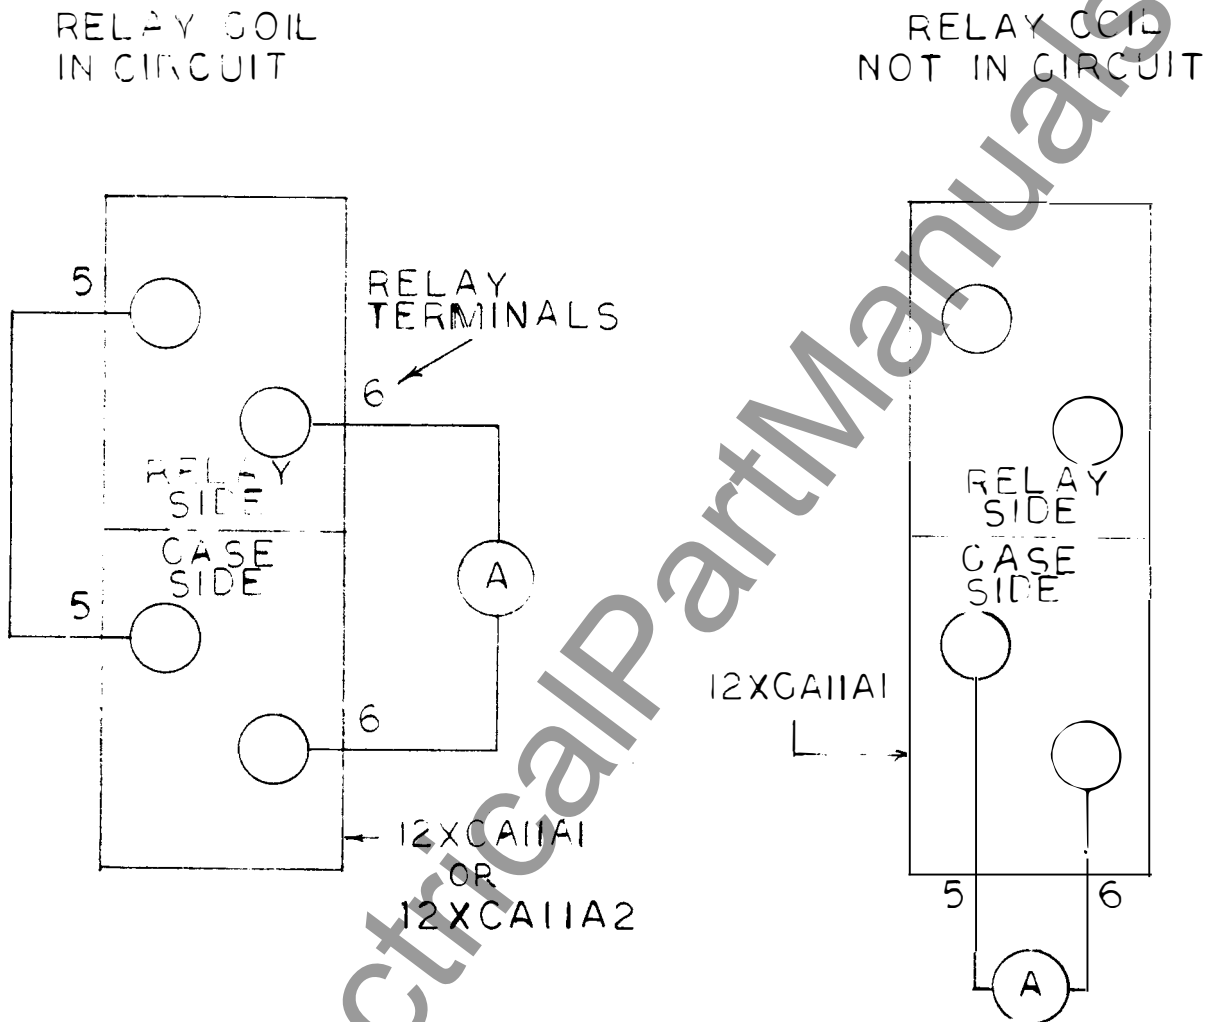 RELAY COIL
IN CIRCUIT
RELAY COIL
NOT IN CIRCUIT
5
RELAY
TERMINALS
6
RELAY
SIDE
CASE
SIDE
5
A
6
12XCA11A1
OR
12XCA11A2
RELAY
SIDE
CASE
SIDE
12XCA11A1
5
6
A
ctricalPartManuals